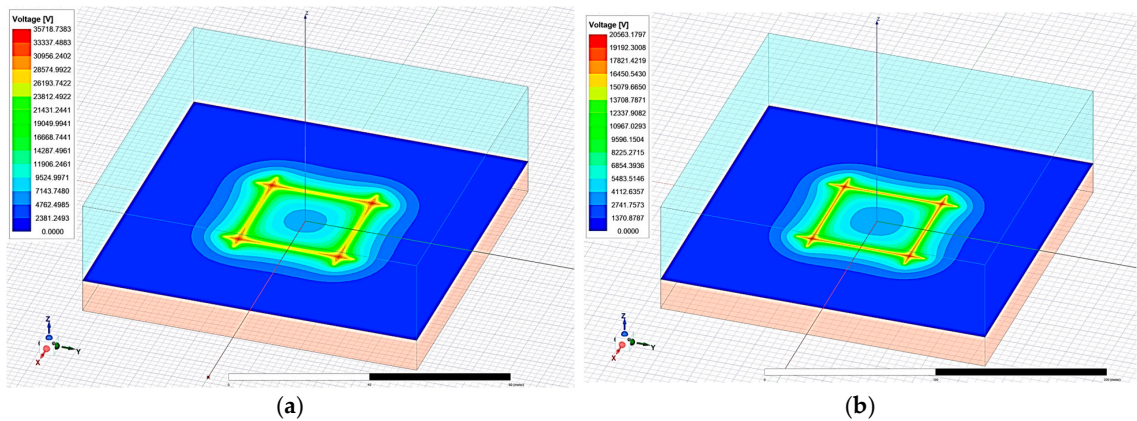 Voltage [V]
35718.7383
33337.4883
30956.2402
28574.9922
26193.7422
23812.4922
21431.2441
19049.9941
16668.7441
14287.4961
11906.2461
9524.9971
7143.7480
4762.4985
2381.2493
0.0000
Z
Z
Y
X
0
(a)
Voltage [V]
20563.1797
19192.3008
17821.4219
16450.5430
15079.6650
13708.7871
12337.9082
10967.0293
9596.1504
8225.2715
6854.3936
5483.5146
4112.6357
2741.7573
1370.8787
0.0000
Z
Z
Y
X
0
(b)